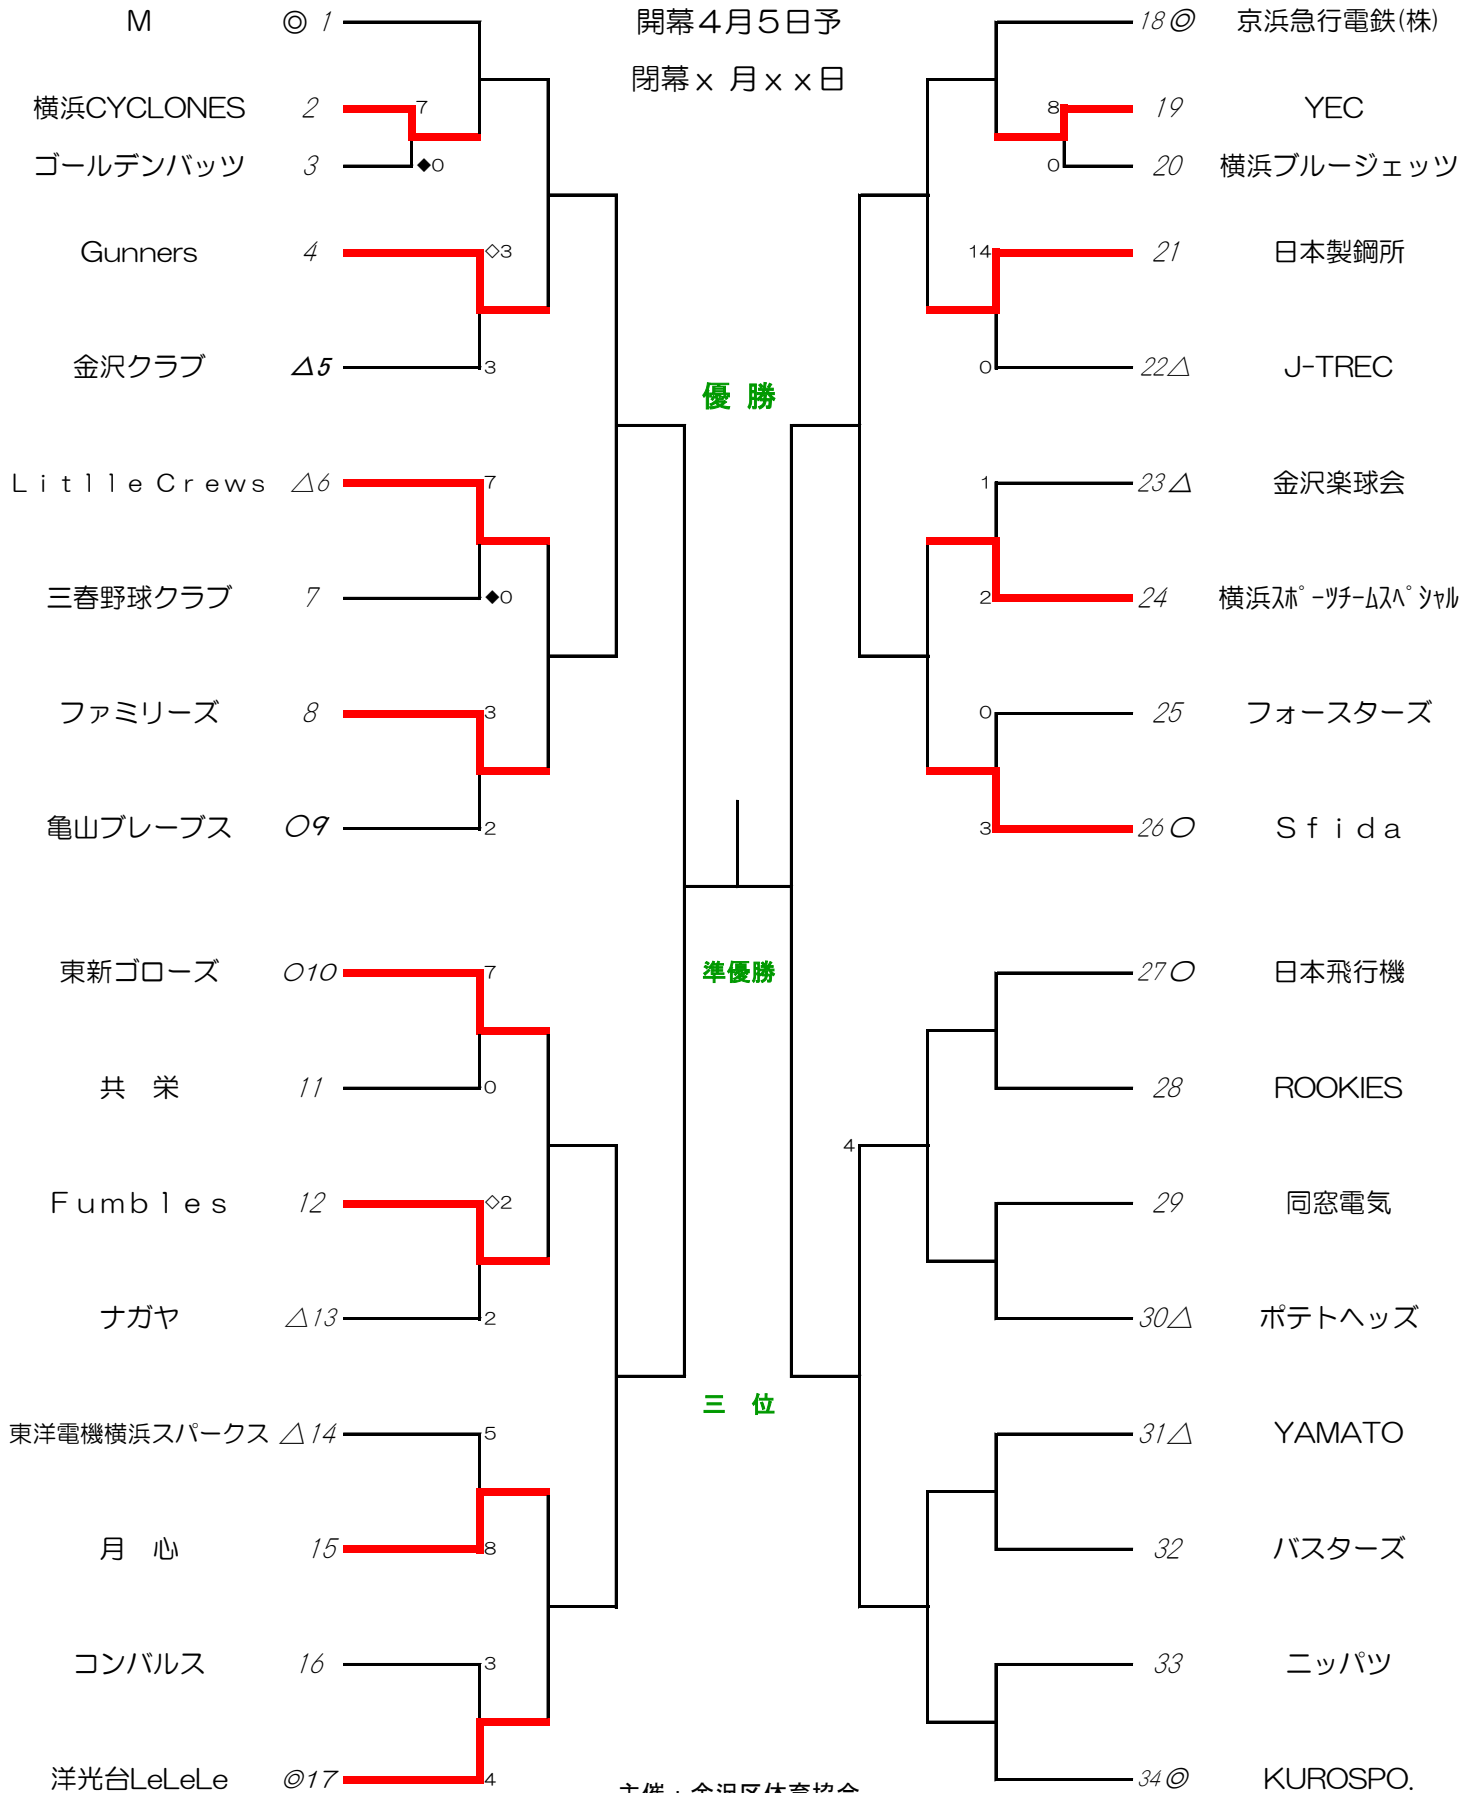 開幕４月５日予
閉幕ｘ 月ｘｘ日
M ◎ 1
横浜CYCLONES 2 7
ゴールデンバッツ 3 ◆0
Gunners 4 ◇3
金沢クラブ △5 3
Ｌｉｔｌｌｅ Ｃｒｅｗｓ △6 7
三春野球クラブ 7 ◆0
ファミリーズ 8 3
亀山ブレーブス ○9 2
東新ゴローズ ○10 7
共　栄 11 0
Ｆｕｍｂｌｅｓ 12 ◇2
ナガヤ △13 2
東洋電機横浜スパークス △14 5
月　心 15 8
コンバルス 16 3
洋光台LeLeLe ◎17 4
優 勝
準優勝
三　位
18◎ 京浜急行電鉄(株)
8 19 YEC
0 20 横浜ブルージェッツ
14 21 日本製鋼所
0 22△ J-TREC
1 23△ 金沢楽球会
2 24 横浜ｽﾎﾟｰﾂﾁｰﾑｽﾍﾟｼｬﾙ
0 25 フォースターズ
3 26○ Ｓｆｉｄａ
27○ 日本飛行機
28 ROOKIES
4
29 同窓電気
30△ ポテトヘッズ
31△ YAMATO
32 バスターズ
33 ニッパツ
34◎ KUROSPO.
主催：金沢区体育協会